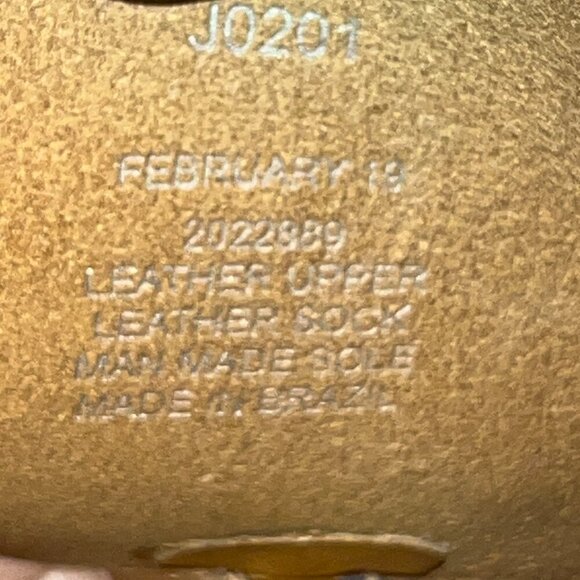 J0201
FEBRUARY 18
2022889
LEATHER UPPER
LEATHER SOCK
MAN MADE SOLE
MADE IN BRAZIL